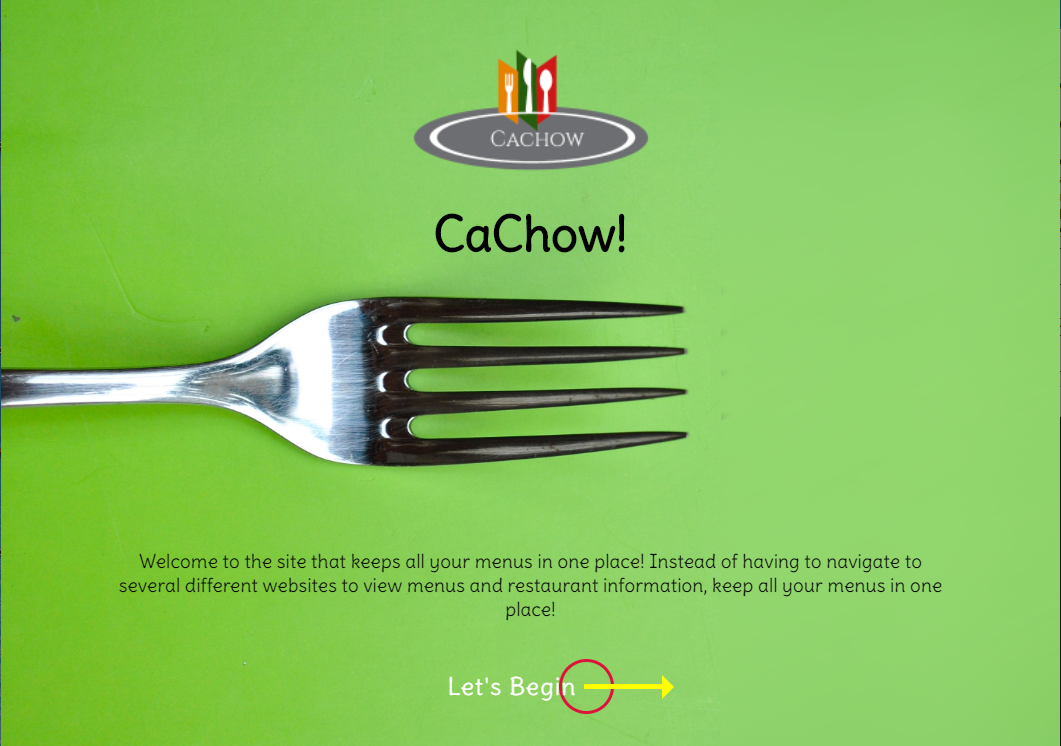 CACHOW
CaChow!
Welcome to the site that keeps all your menus in one place! Instead of having to navigate to
several different websites to view menus and restaurant information, keep all your menus in one
place!
Let's Begin